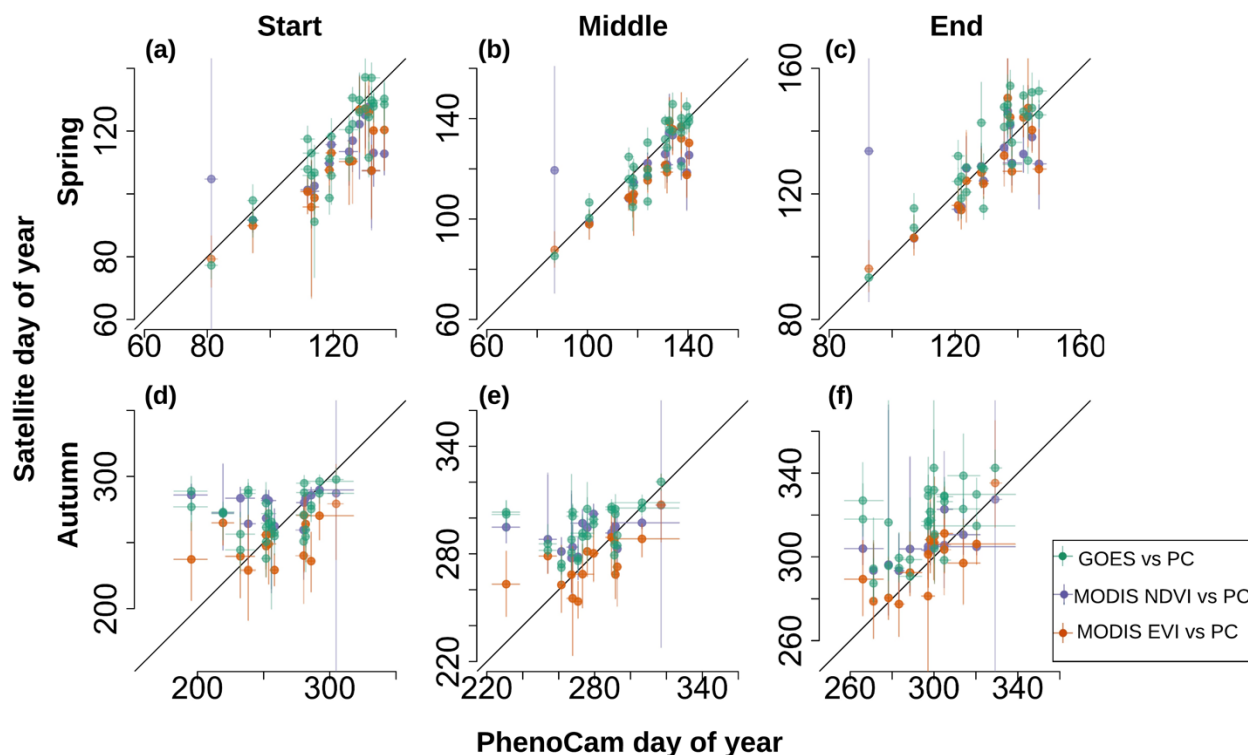 Start
Middle
End
Satellite day of year
Spring
Autumn
(a)
60 80 120
60 80 120
(b)
60 100 140
60 100 140
(c)
80 120 160
80 120 160
(d)
200 300
200 300
(e)
220 280 340
220 280 340
(f)
260 300 340
260 300 340
GOES vs PC
MODIS NDVI vs PC
MODIS EVI vs PC
PhenoCam day of year